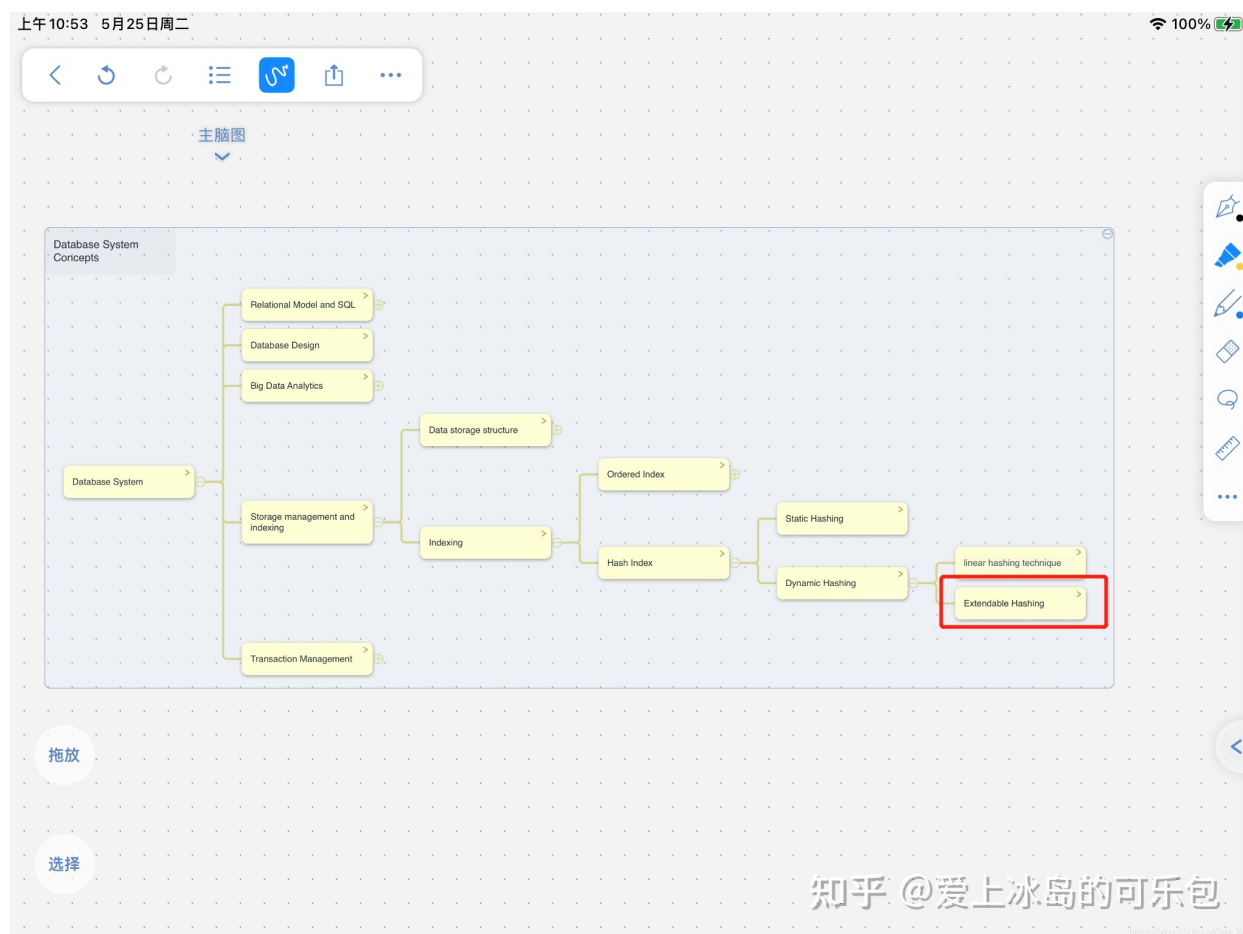 上午10:53 5月25日周二
100%
主脑图
Database System
Concepts
Relational Model and SQL
Database Design
Big Data Analytics
Data storage structure
Ordered Index
Database System
Storage management and
indexing
Static Hashing
Indexing
Hash Index
linear hashing technique
Dynamic Hashing
Extendable Hashing
Transaction Management
拖放
选择
知乎 @爱上冰岛的可乐包